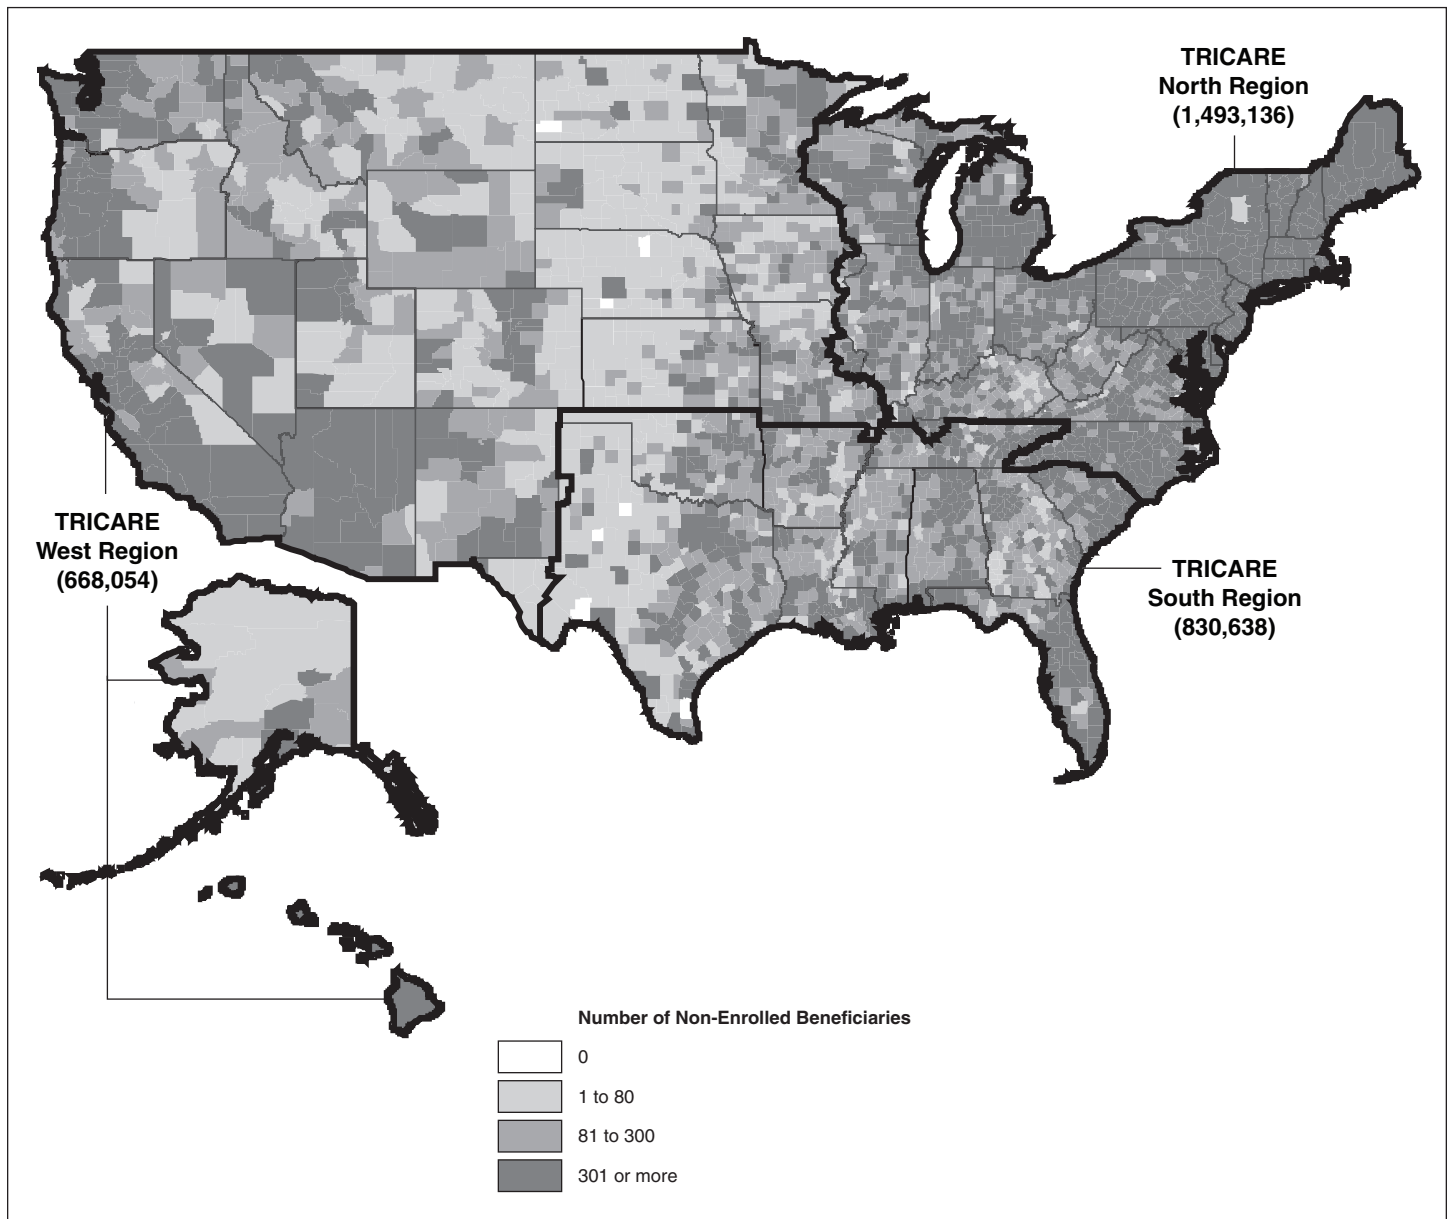 TRICARE
North Region
(1,493,136)
TRICARE
West Region
(668,054)
TRICARE
South Region
(830,638)
Number of Non-Enrolled Beneficiaries
0
1 to 80
81 to 300
301 or more